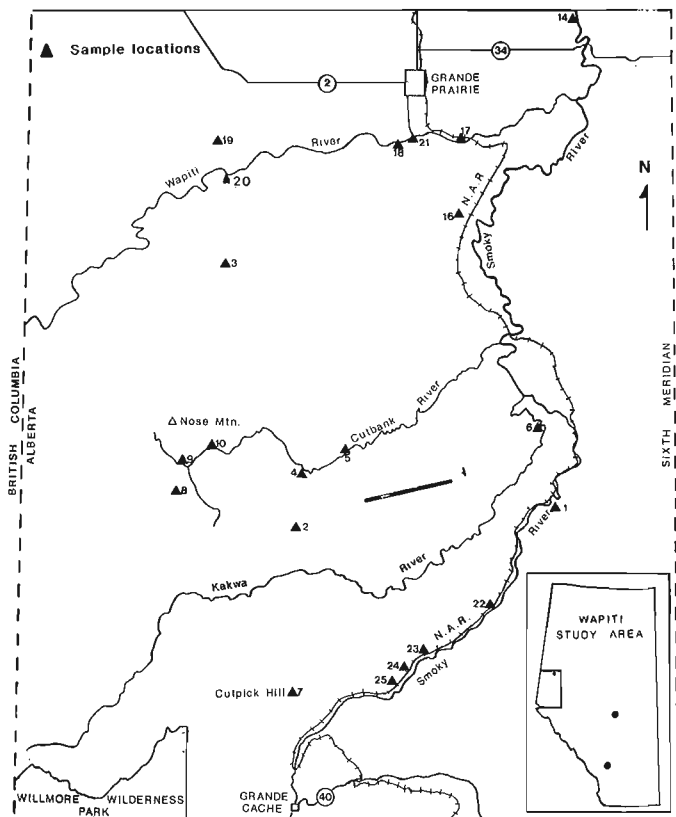 14
Sample locations
34
2
GRANDE
PRAIRIE
19
River
18
21
17
River
Wapiti
20
N.A.R
N
16
Smoky
3
BRITISH COLUMBIA
ALBERTA
SIXTH MERIDIAN
River
Nose Mtn.
Cutbank
10
5
6
9
4
8
1
2
River
River
Kakwa
WAPITI
STUDY AREA
22
N.A.R.
23
24
Smoky
25
Cutpick Hill
7
WILLMORE WILDERNESS
PARK
GRANDE
CACHE
40